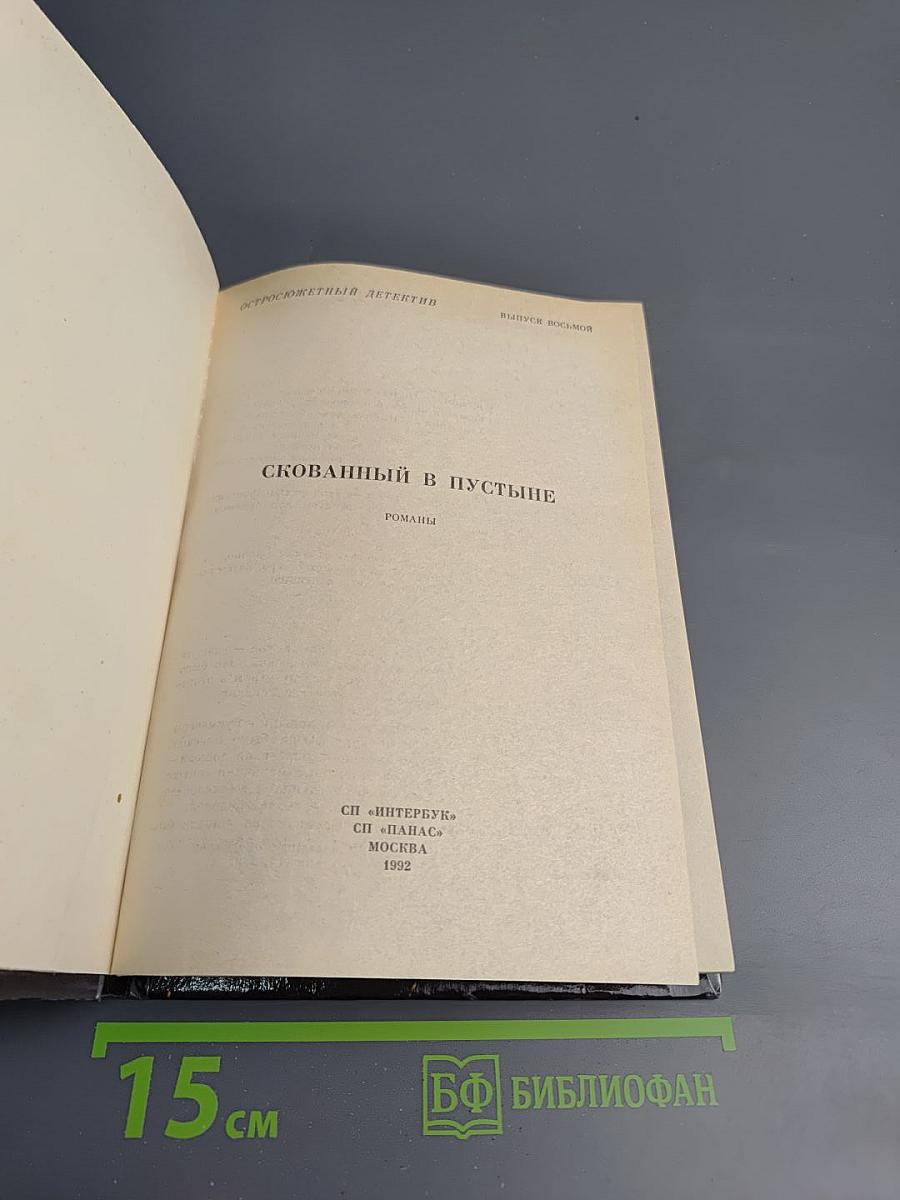 ОСТРОСЮЖЕТНЫЙ ДЕТЕКТИВ
ВЫПУСК ВОСЬМОЙ
СКОВАННЫЙ В ПУСТЫНЕ
РОМАНЫ
СП «ИНТЕРБУК»
СП «ПАНАС»
МОСКВА
1992
15 см
БФ БИБЛИОФАН